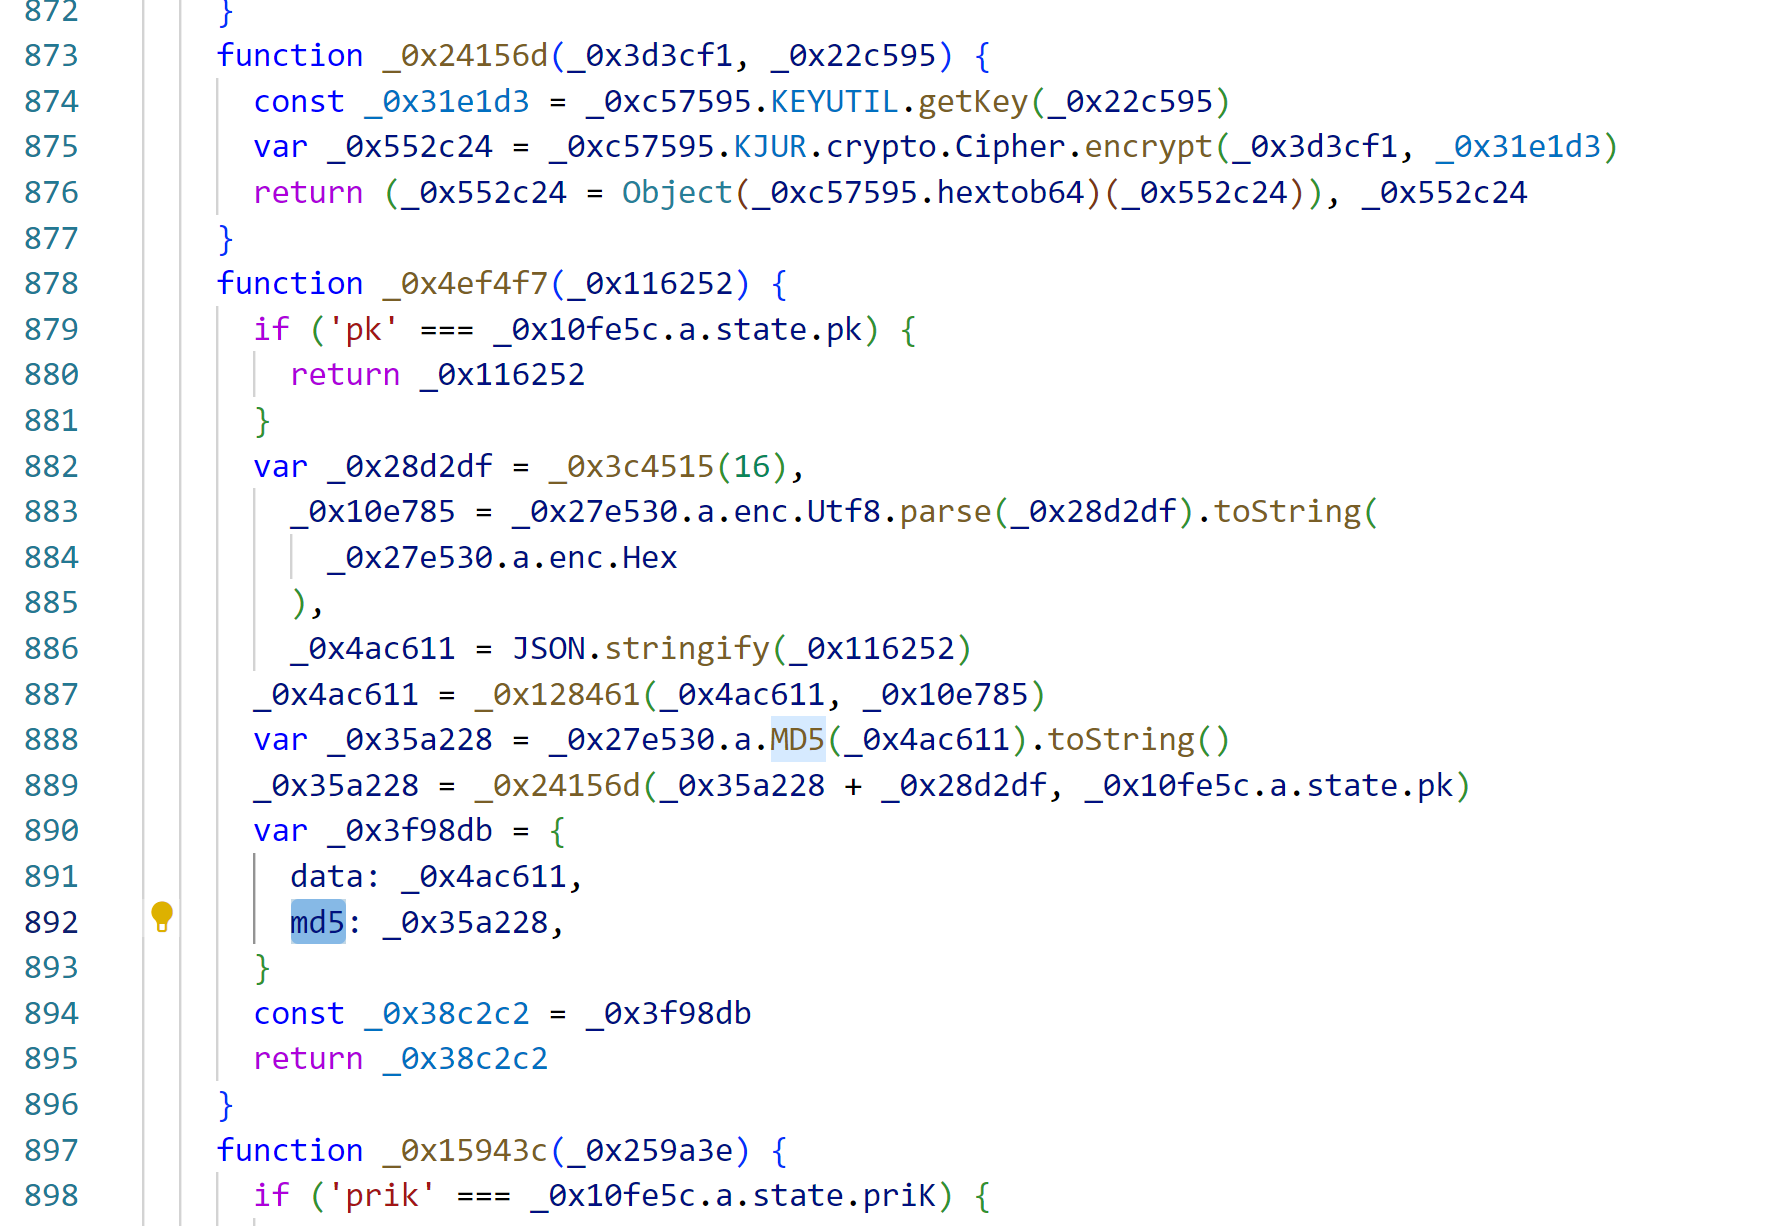 872 }
873 function _0x24156d(_0x3d3cf1, _0x22c595) {
874 const _0x31e1d3 = _0xc57595.KEYUTIL.getKey(_0x22c595)
875 var _0x552c24 = _0xc57595.KJUR.crypto.Cipher.encrypt(_0x3d3cf1, _0x31e1d3)
876 return (_0x552c24 = Object(_0xc57595.hextob64)(_0x552c24)), _0x552c24
877 }
878 function _0x4ef4f7(_0x116252) {
879 if ('pk' === _0x10fe5c.a.state.pk) {
880 return _0x116252
881 }
882 var _0x28d2df = _0x3c4515(16),
883 _0x10e785 = _0x27e530.a.enc.Utf8.parse(_0x28d2df).toString(
884 _0x27e530.a.enc.Hex
885 ),
886 _0x4ac611 = JSON.stringify(_0x116252)
887 _0x4ac611 = _0x128461(_0x4ac611, _0x10e785)
888 var _0x35a228 = _0x27e530.a.MD5(_0x4ac611).toString()
889 _0x35a228 = _0x24156d(_0x35a228 + _0x28d2df, _0x10fe5c.a.state.pk)
890 var _0x3f98db = {
891 data: _0x4ac611,
892 md5: _0x35a228,
893 }
894 const _0x38c2c2 = _0x3f98db
895 return _0x38c2c2
896 }
897 function _0x15943c(_0x259a3e) {
898 if ('prik' === _0x10fe5c.a.state.priK) {